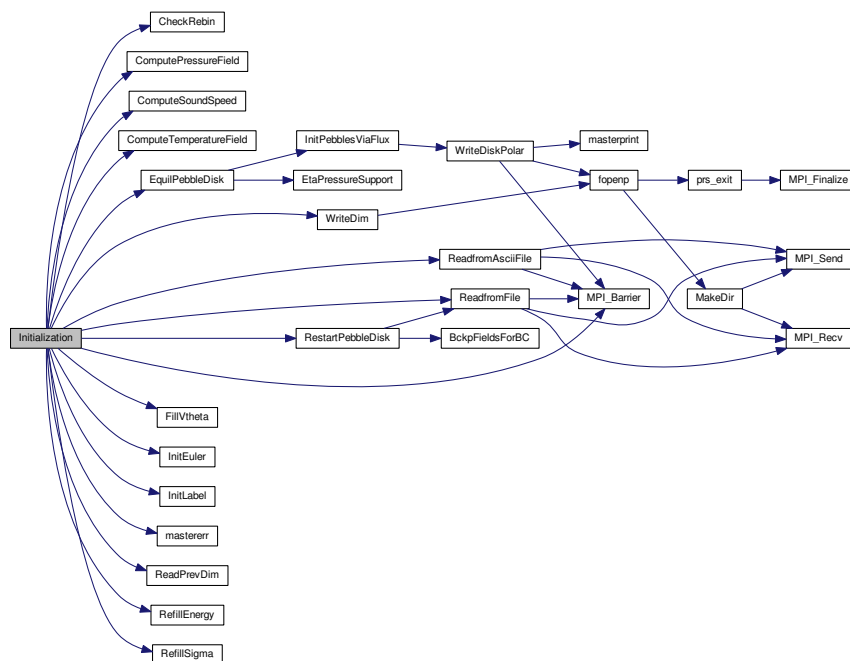 CheckRebin
ComputePressureField
ComputeSoundSpeed
ComputeTemperatureField
InitPebblesViaFlux
WriteDiskPolar
masterprint
EquilPebbleDisk
EtaPressureSupport
fopenp
prs_exit
MPI_Finalize
WriteDim
ReadfromAsciiFile
MPI_Send
ReadfromFile
MPI_Barrier
MakeDir
Initialization
RestartPebbleDisk
BckpFieldsForBC
MPI_Recv
FillVtheta
InitEuler
InitLabel
mastererr
ReadPrevDim
RefillEnergy
RefillSigma